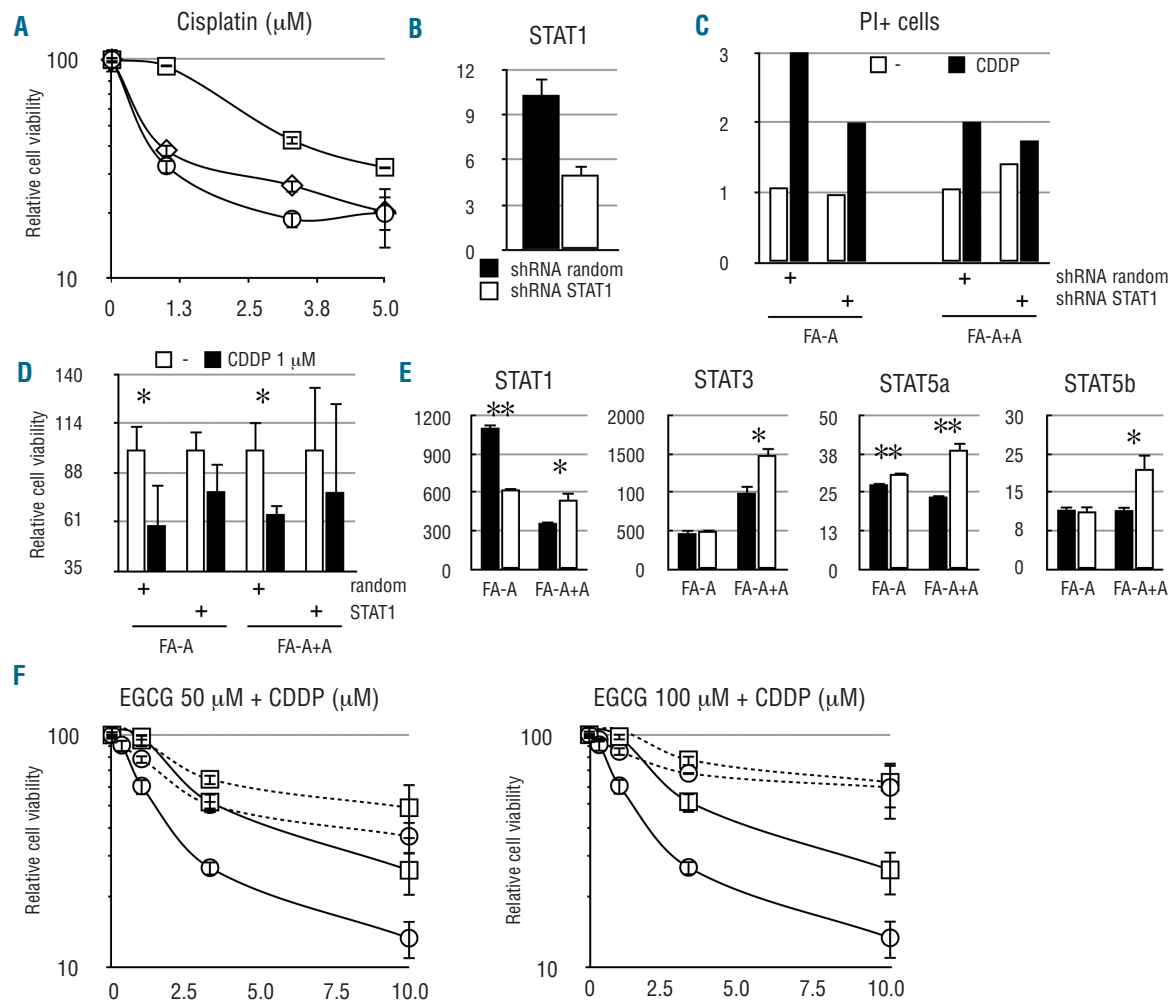 A
Cisplatin (μM)
Relative cell viability
100
10
0 1.3 2.5 3.8 5.0
B
STAT1
12
9
6
3
0
shRNA random
shRNA STAT1
C
PI+ cells
- CDDP
3
2
1
0
+ + shRNA random
+ + shRNA STAT1
FA-A FA-A+A
D
- CDDP 1 μM
Relative cell viability
140
114
88
61
35
* *
+ + random
+ + STAT1
FA-A FA-A+A
E
STAT1
1200
900
600
300
0
** *
FA-A FA-A+A
STAT3
2000
1500
100
500
0
*
FA-A FA-A+A
STAT5a
50
38
25
13
0
** **
FA-A FA-A+A
STAT5b
30
25
15
8
0
*
FA-A FA-A+A
F
EGCG 50 μM + CDDP (μM)
Relative cell viability
100
10
0 2.5 5.0 7.5 10.0
EGCG 100 μM + CDDP (μM)
Relative cell viability
100
10
0 2.5 5.0 7.5 10.0